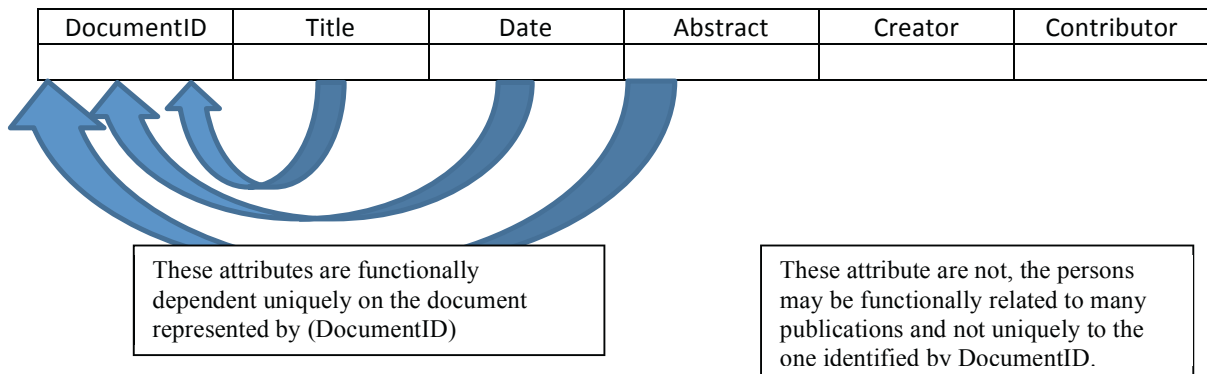 DocumentID Title Date Abstract Creator Contributor
These attributes are functionally
dependent uniquely on the document
represented by (DocumentID)
These attribute are not, the persons
may be functionally related to many
publications and not uniquely to the
one identified by DocumentID.